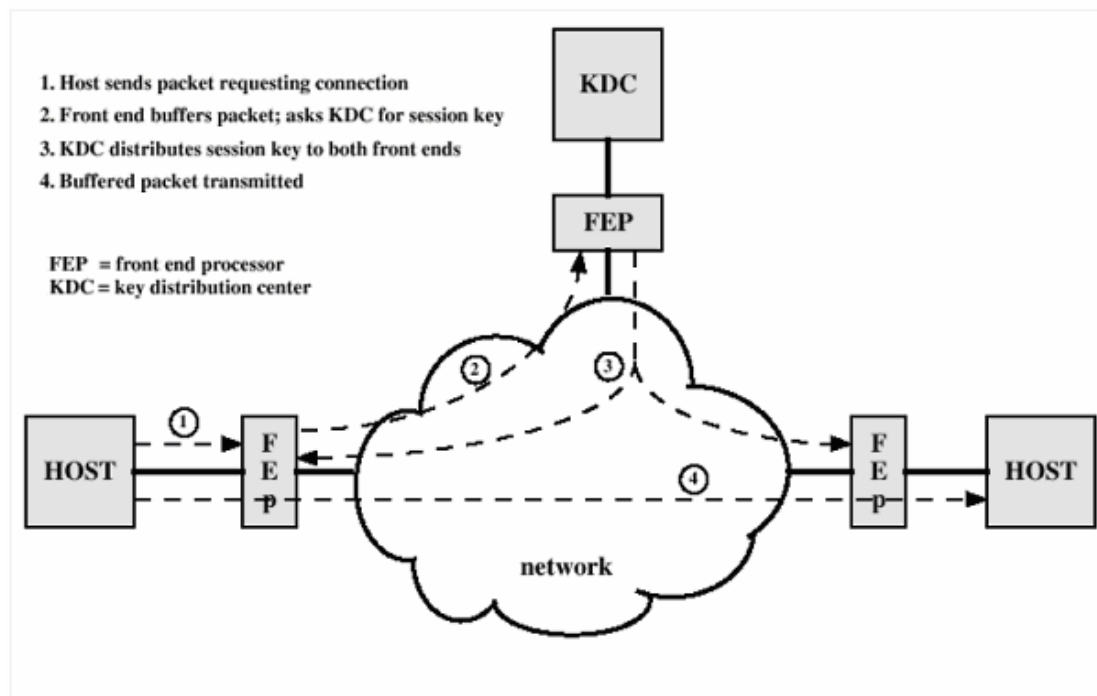 1. Host sends packet requesting connection
2. Front end buffers packet; asks KDC for session key
3. KDC distributes session key to both front ends
4. Buffered packet transmitted
FEP = front end processor
KDC = key distribution center
KDC
FEP
2
3
1
HOST
F
E
p
4
F
E
p
HOST
network